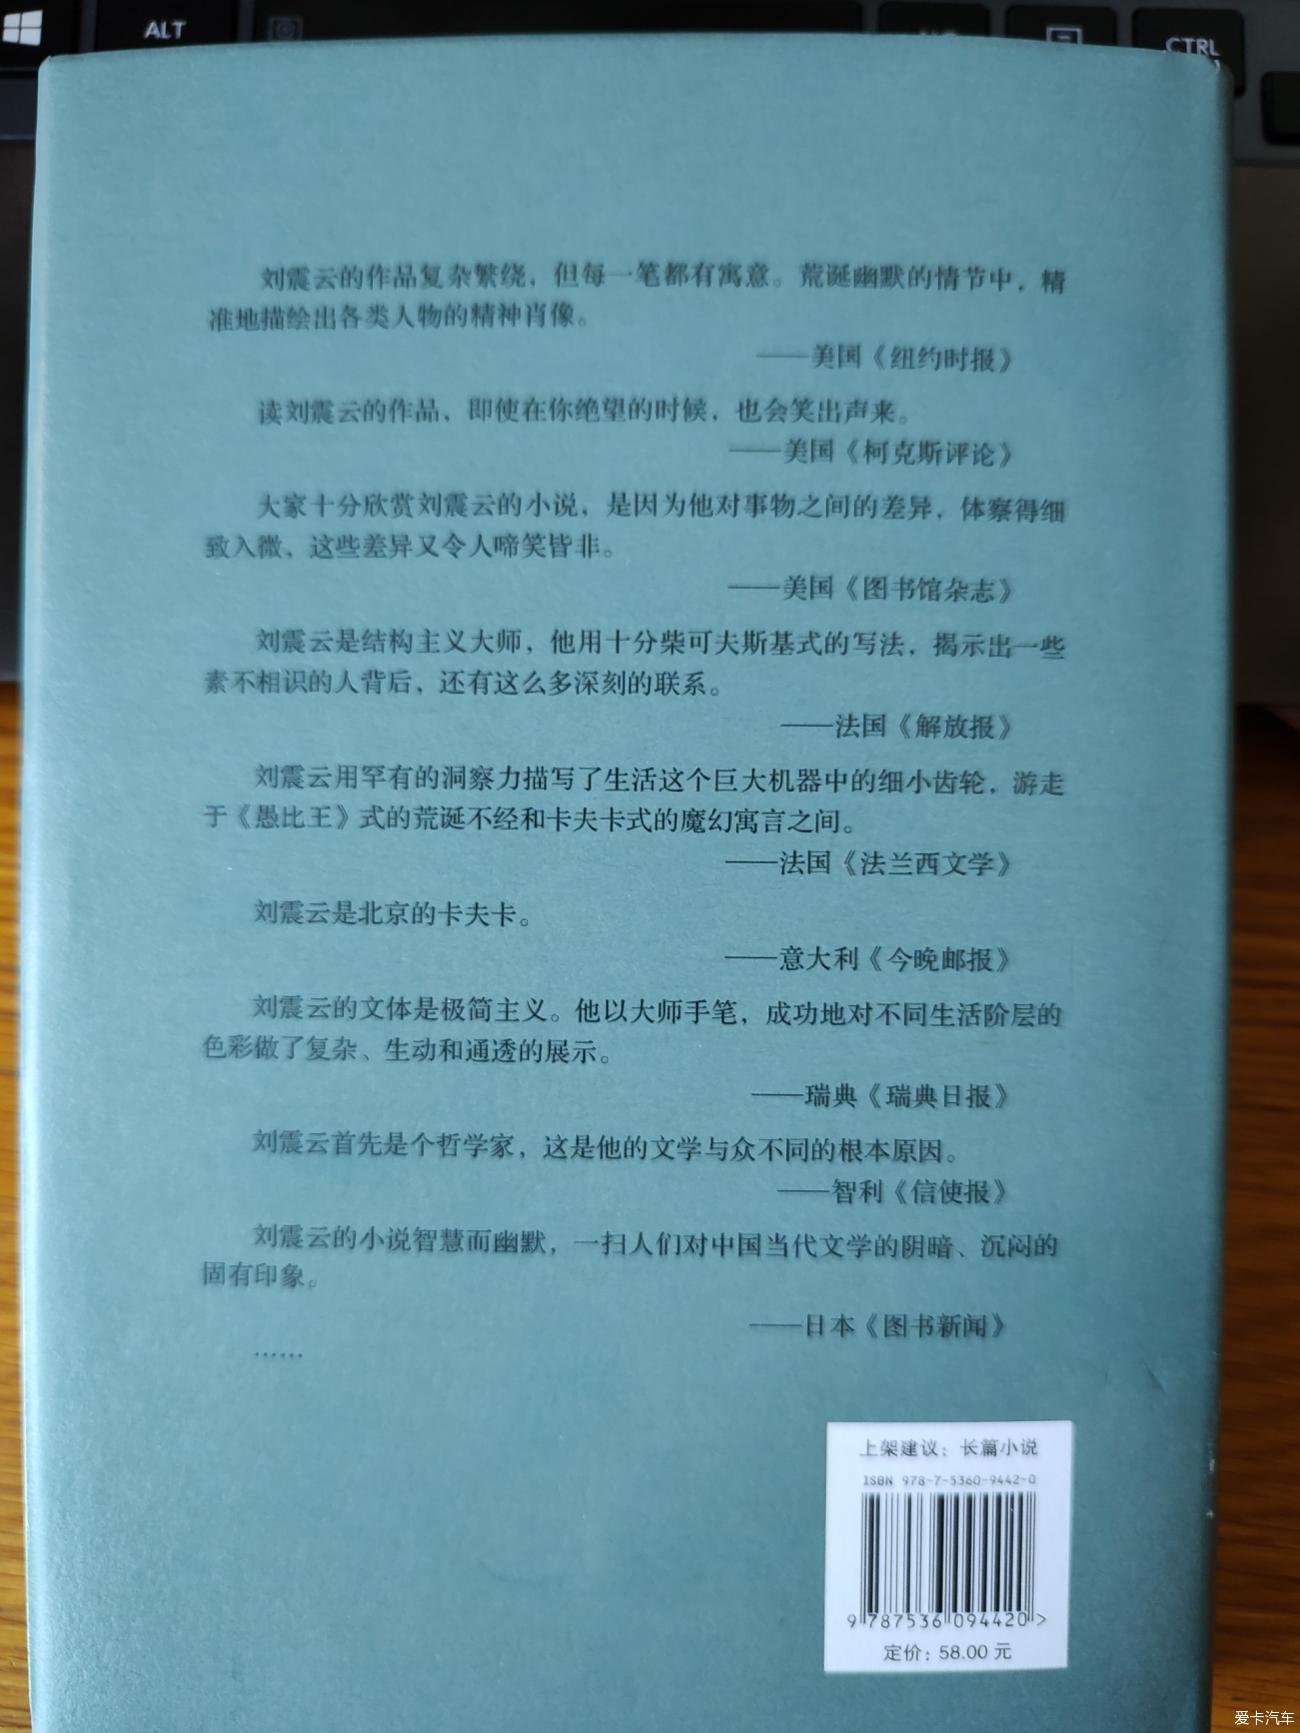 ALT
CTRL
刘震云的作品复杂繁绕，但每一笔都有寓意。荒诞幽默的情节中，精
准地描绘出各类人物的精神肖像。
——美国《纽约时报》
读刘震云的作品、即使在你绝望的时候，也会笑出声来。
——美国《柯克斯评论》
大家十分欣赏刘震云的小说，是因为他对事物之间的差异，体察得细
致入微、这些差异又令人啼笑皆非。
——美国《图书馆杂志》
刘震云是结构主义大师，他用十分柴可夫斯基式的写法，揭示出一些
素不相识的人背后，还有这么多深刻的联系。
——法国《解放报》
刘震云用罕有的洞察力描写了生活这个巨大机器中的细小齿轮，游走
于《愚比王》式的荒诞不经和卡夫卡式的魔幻寓言之间。
——法国《法兰西文学》
刘震云是北京的卡夫卡。
——意大利《今晚邮报》
刘震云的文体是极简主义。他以大师手笔，成功地对不同生活阶层的
色彩做了复杂、生动和通透的展示。
——瑞典《瑞典日报》
刘震云首先是个哲学家，这是他的文学与众不同的根本原因。
——智利《信使报》
刘震云的小说智慧而幽默，一扫人们对中国当代文学的阴暗、沉闷的
固有印象。
——日本《图书新闻》
……
上架建议：长篇小说
ISBN 978-7-5360-9442-0
9 787536 094420 >
定价：58.00 元
爱卡汽车